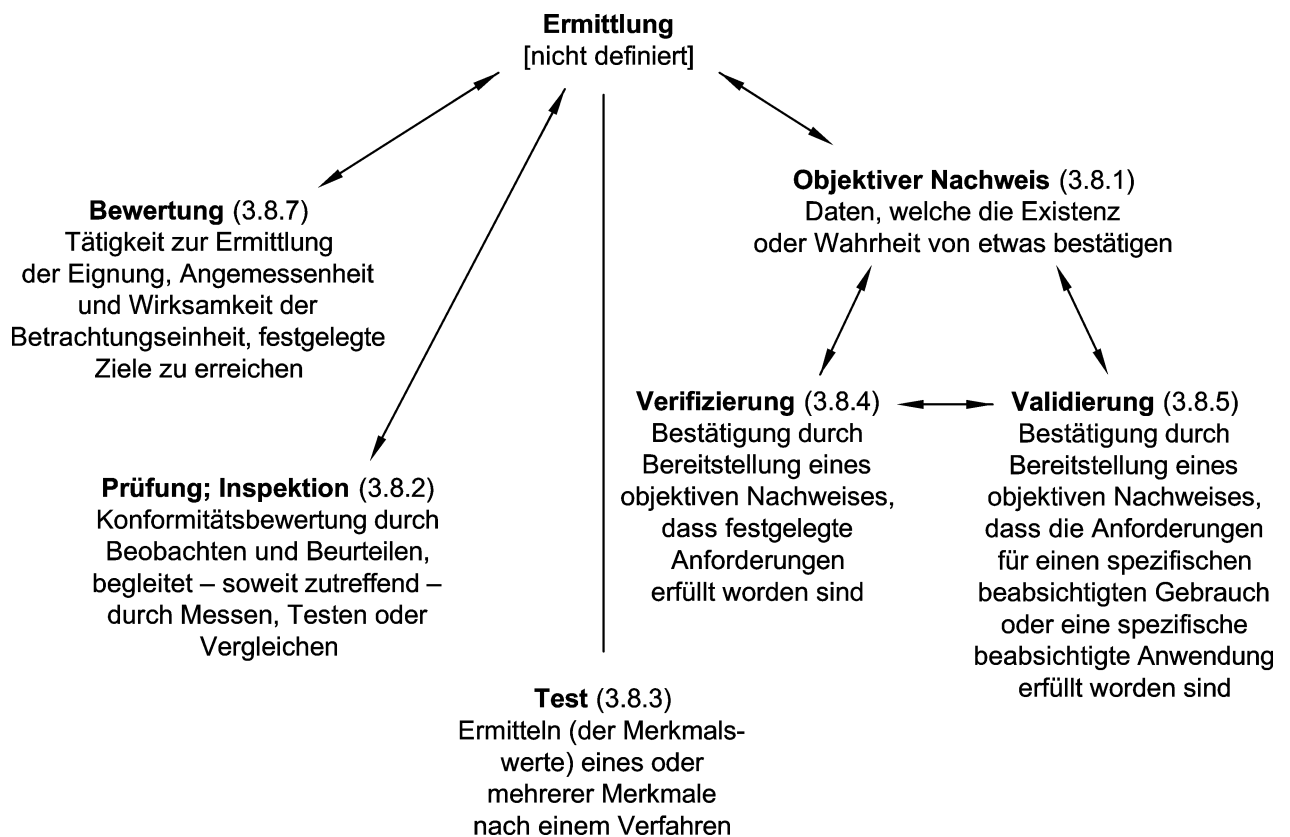 Ermittlung
[nicht definiert]
Bewertung (3.8.7)
Tätigkeit zur Ermittlung
der Eignung, Angemessenheit
und Wirksamkeit der
Betrachtungseinheit, festgelegte
Ziele zu erreichen
Objektiver Nachweis (3.8.1)
Daten, welche die Existenz
oder Wahrheit von etwas bestätigen
Prüfung; Inspektion (3.8.2)
Konformitätsbewertung durch
Beobachten und Beurteilen,
begleitet – soweit zutreffend –
durch Messen, Testen oder
Vergleichen
Verifizierung (3.8.4)
Bestätigung durch
Bereitstellung eines
objektiven Nachweises,
dass festgelegte
Anforderungen
erfüllt worden sind
Validierung (3.8.5)
Bestätigung durch
Bereitstellung eines
objektiven Nachweises,
dass die Anforderungen
für einen spezifischen
beabsichtigten Gebrauch
oder eine spezifische
beabsichtigte Anwendung
erfüllt worden sind
Test (3.8.3)
Ermitteln (der Merkmals-
werte) eines oder
mehrerer Merkmale
nach einem Verfahren